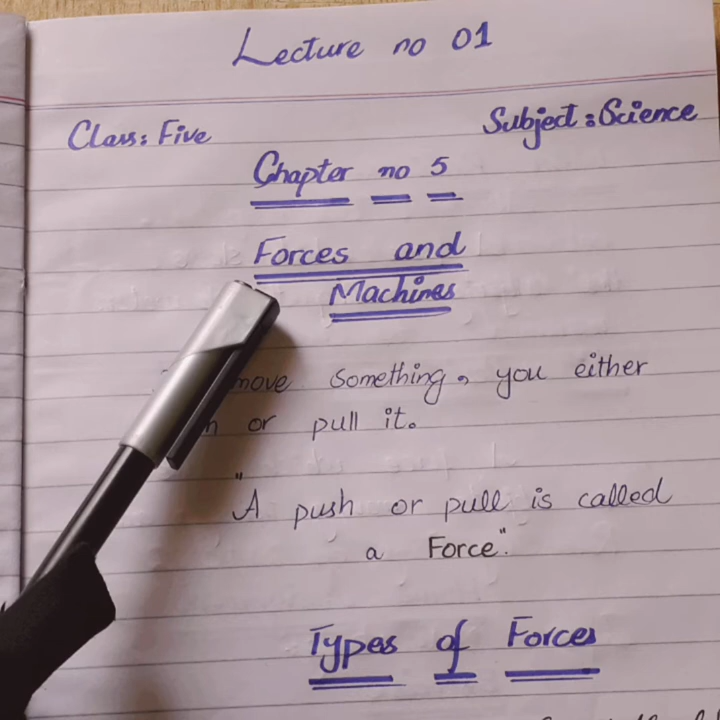 Lecture no 01
Class: Five
Subject: Science
Chapter no 5
Forces and
Machines
move something, you either
or pull it.
"A push or pull is called
a Force".
Types of Forces